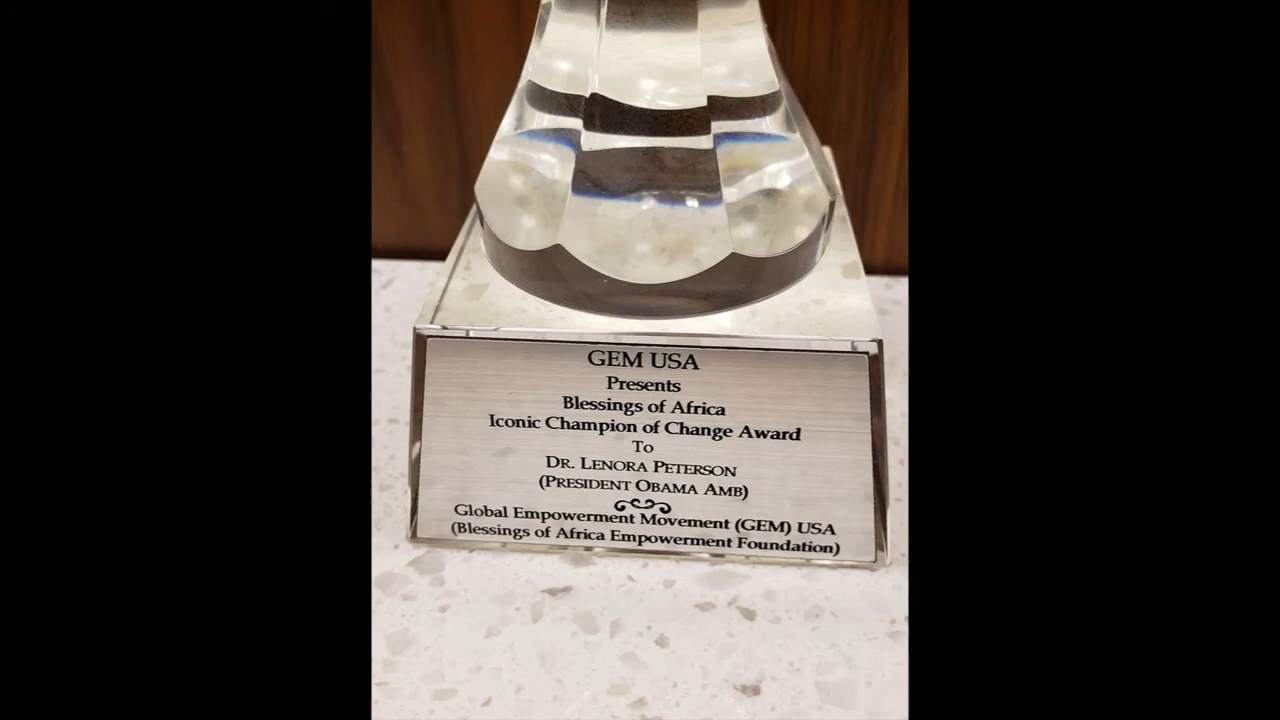 GEM USA
Presents
Blessings of Africa
Iconic Champion of Change Award
To
DR. LENORA PETERSON
(PRESIDENT OBAMA AMB)
Global Empowerment Movement (GEM) USA
(Blessings of Africa Empowerment Foundation)